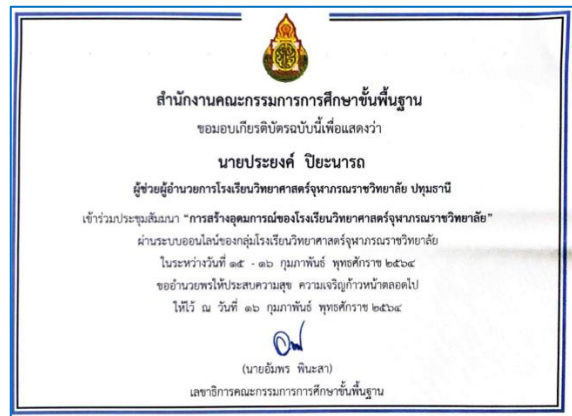 สำนักงานคณะกรรมการการศึกษาขั้นพื้นฐาน
ขอมอบเกียรติบัตรฉบับนี้เพื่อแสดงว่า
นายประยงค์ ปิยะนารถ
ผู้ช่วยผู้อำนวยการโรงเรียนวิทยาศาสตร์จุฬาภรณราชวิทยาลัย ปทุมธานี
เข้าร่วมประชุมสัมมนา “การสร้างอุดมการณ์ของโรงเรียนวิทยาศาสตร์จุฬาภรณราชวิทยาลัย”
ผ่านระบบออนไลน์ของกลุ่มโรงเรียนวิทยาศาสตร์จุฬาภรณราชวิทยาลัย
ในระหว่างวันที่ ๑๕ - ๑๖ กุมภาพันธ์ พุทธศักราช ๒๕๖๔
ขออำนวยพรให้ประสบความสุข ความเจริญก้าวหน้าตลอดไป
ให้ไว้ ณ วันที่ ๑๖ กุมภาพันธ์ พุทธศักราช ๒๕๖๔
(นายอัมพร พินะสา)
เลขาธิการคณะกรรมการการศึกษาขั้นพื้นฐาน